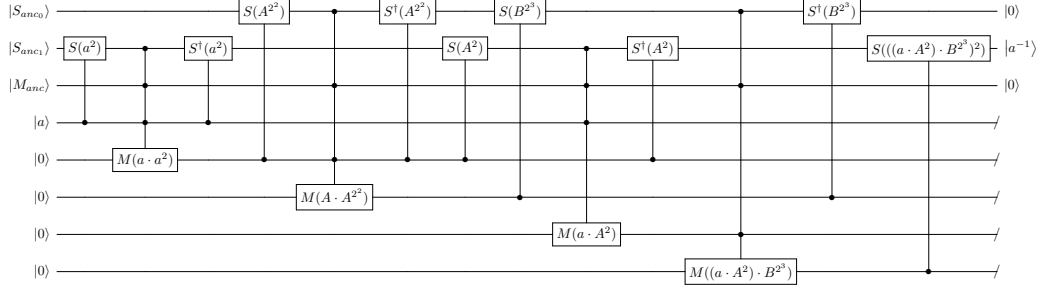 |S_{anc_0}⟩ S(A^{2^2}) S^†(A^{2^2}) S(B^{2^3}) S^†(B^{2^3}) |0⟩
|S_{anc_1}⟩ S(a^2) S^†(a^2) S(A^2) S^†(A^2) S(((a · A^2) · B^{2^3})^2) |a^{-1}⟩
|M_{anc}⟩ |0⟩
|a⟩
|0⟩ M(a · a^2)
|0⟩ M(A · A^{2^2})
|0⟩ M(a · A^2)
|0⟩ M((a · A^2) · B^{2^3})